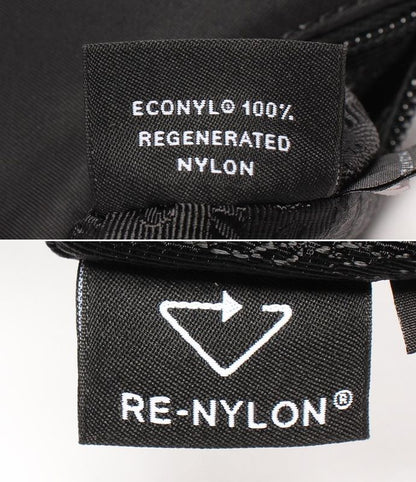 ECONYL® 100%
REGENERATED
NYLON
RE-NYLON®